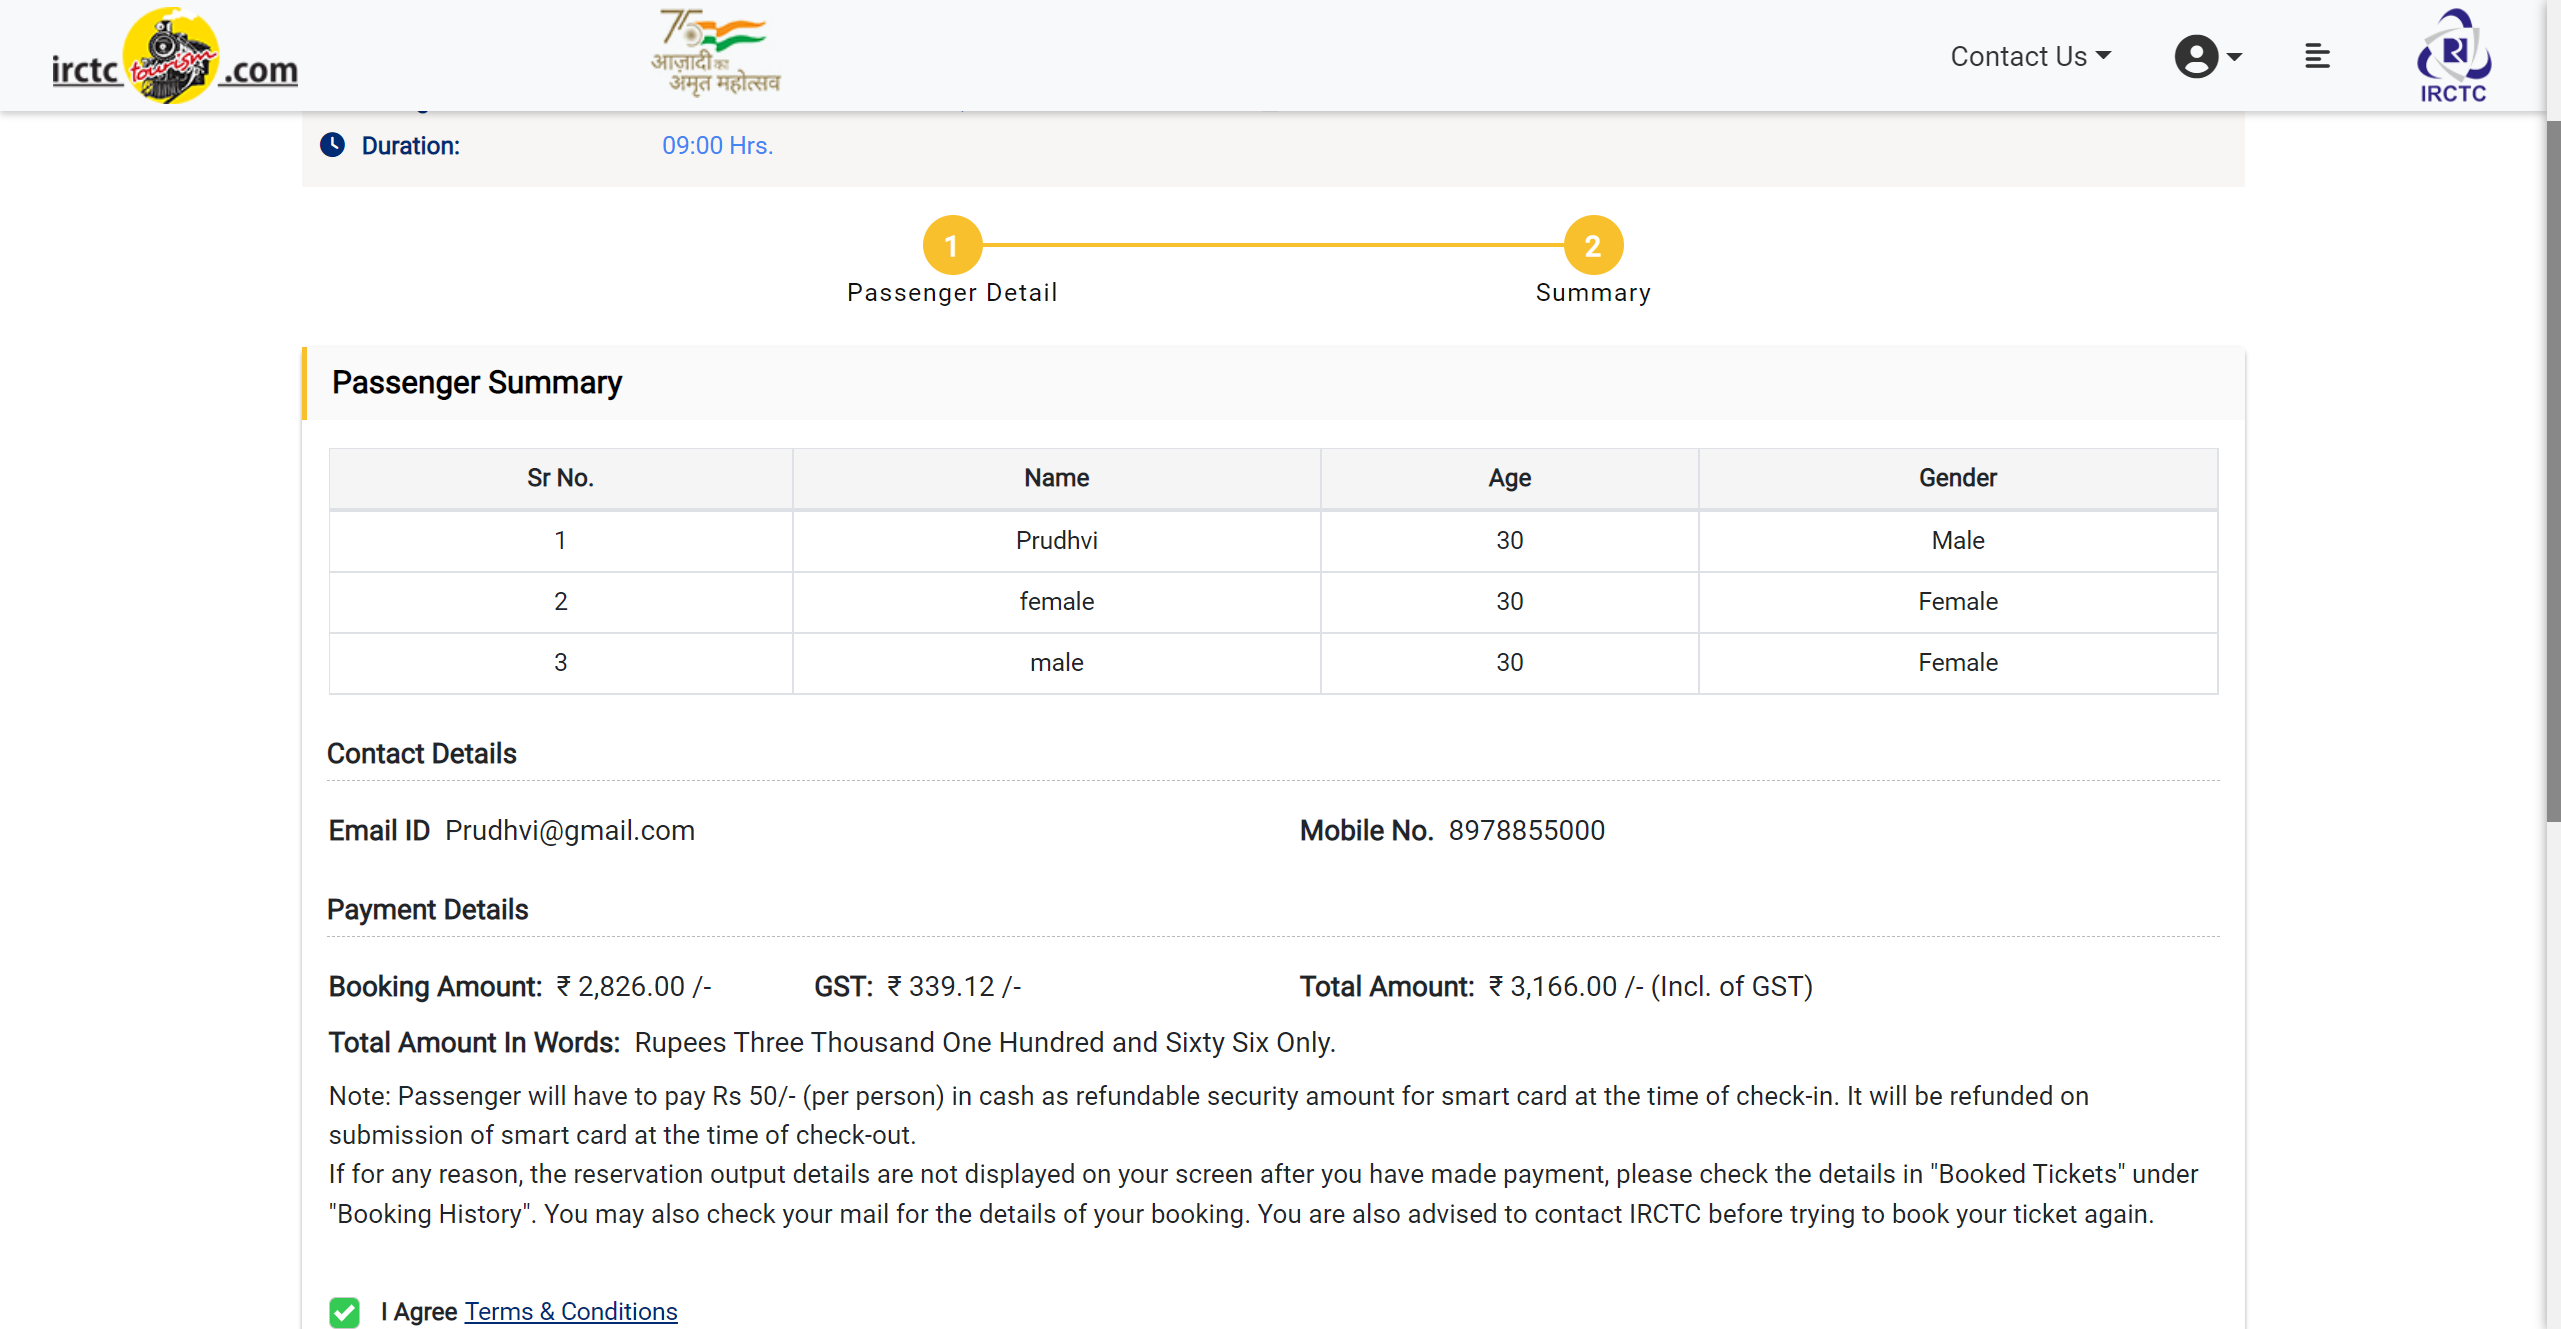 irctc tourism .com
75
आज़ादी का
अमृत महोत्सव
Contact Us
IRCTC
Duration: 09:00 Hrs.
1 2
Passenger Detail Summary
Passenger Summary
Sr No. Name Age Gender
1 Prudhvi 30 Male
2 female 30 Female
3 male 30 Female
Contact Details
Email ID Prudhvi@gmail.com Mobile No. 8978855000
Payment Details
Booking Amount: ₹ 2,826.00 /- GST: ₹ 339.12 /- Total Amount: ₹ 3,166.00 /- (Incl. of GST)
Total Amount In Words: Rupees Three Thousand One Hundred and Sixty Six Only.
Note: Passenger will have to pay Rs 50/- (per person) in cash as refundable security amount for smart card at the time of check-in. It will be refunded on
submission of smart card at the time of check-out.
If for any reason, the reservation output details are not displayed on your screen after you have made payment, please check the details in "Booked Tickets" under
"Booking History". You may also check your mail for the details of your booking. You are also advised to contact IRCTC before trying to book your ticket again.
I Agree Terms & Conditions